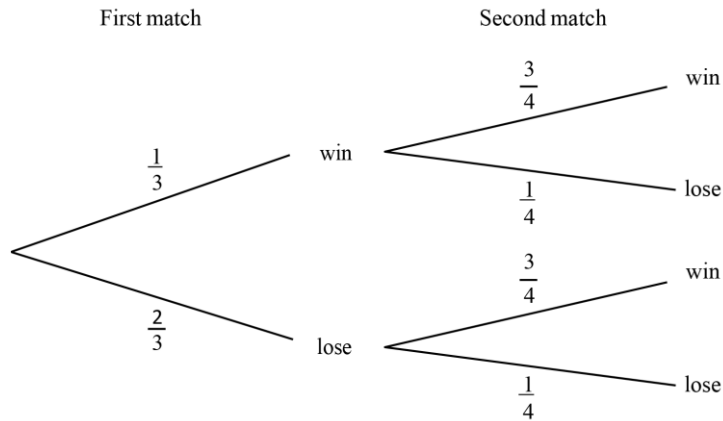 First match Second match
3/4 win
1/3 win
1/4 lose
3/4 win
2/3 lose
1/4 lose